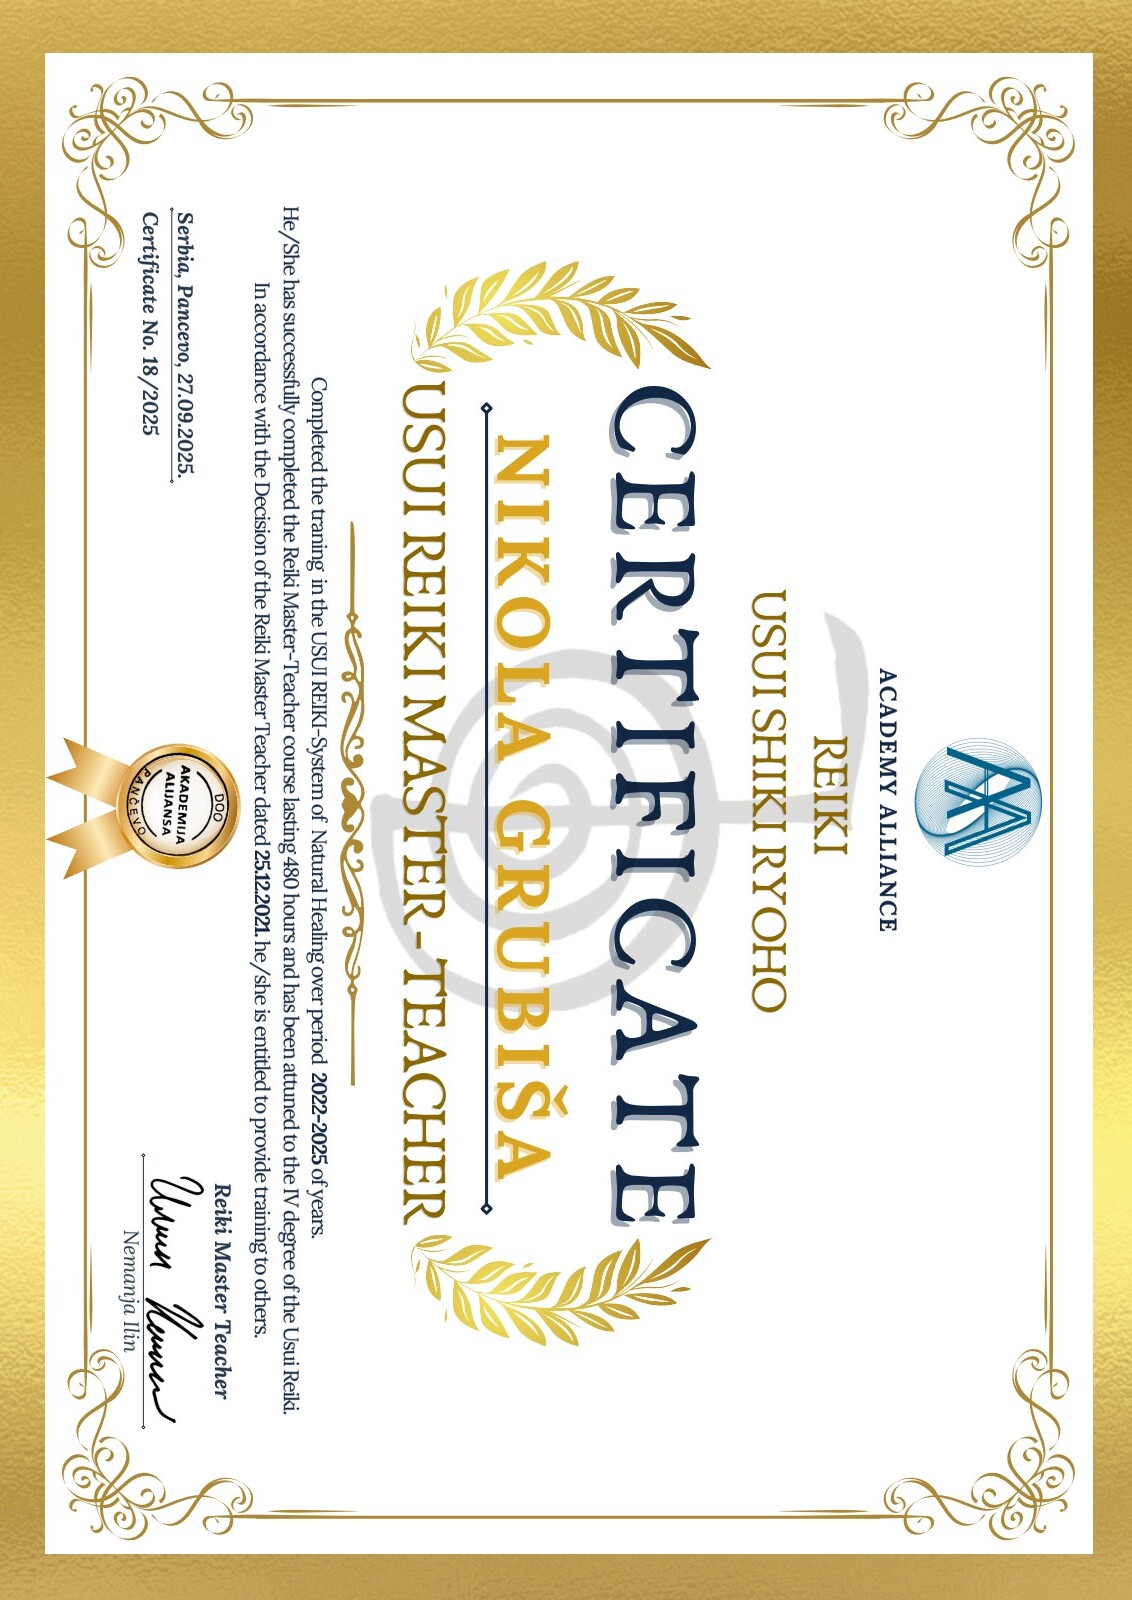 ACADEMY ALLIANCE
REIKI
USUI SHIKI RYOHO
CERTIFICATE
NIKOLA GRUBIŠA
USUI REIKI MASTER - TEACHER
Completed the traning in the USUI REIKI-System of Natural Healing over period 2022-2025 of years.
He/She has successfully completed the Reiki Master-Teacher course lasting 480 hours and has been attuned to the IV degree of the Usui Reiki.
In accordance with the Decision of the Reiki Master Teacher dated 25.12.2021. he/she is entitled to provide training to others.
Serbia, Pancevo, 27.09.2025.
Certificate No. 18/2025
DOO
AKADEMIJA
ALIJANSA
PANČEVO
Reiki Master Teacher
Илин Немања
Nemanja Ilin